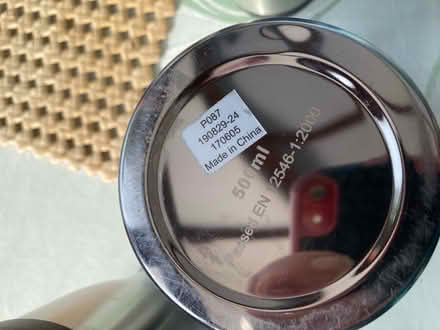 P087
190829-24
170605
Made in China
500ml
Passed EN 12546-1:2000